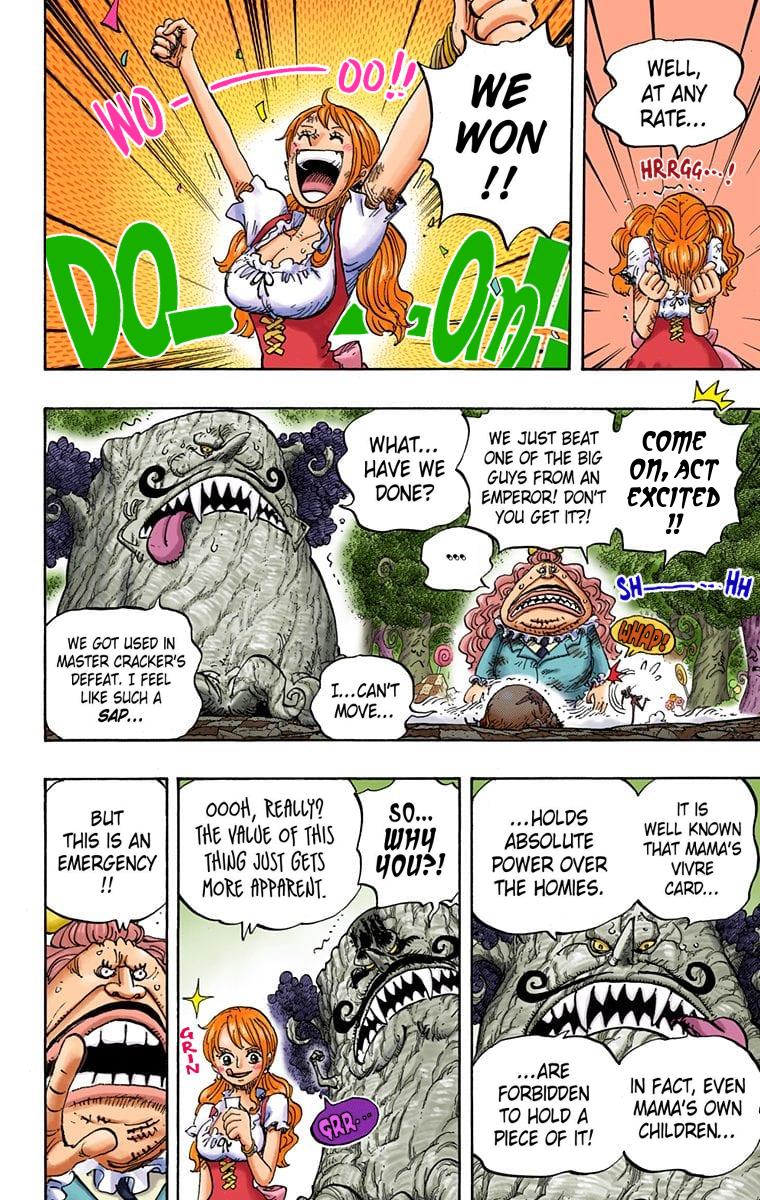 WELL,
AT ANY
RATE...
HRRGG...!
WE
WON
!!
WO-OO!!
DO__On!!
COME
ON, ACT
EXCITED
!!
WE JUST BEAT
ONE OF THE BIG
GUYS FROM AN
EMPEROR! DON'T
YOU GET IT?!
WHAT...
HAVE WE
DONE?
...
SH—...HH
WHAP!
I...CAN'T
MOVE...
WE GOT USED IN
MASTER CRACKER'S
DEFEAT. I FEEL
LIKE SUCH A
SAP...
IT IS
WELL KNOWN
THAT MAMA'S
VIVRE
CARD...
...HOLDS
ABSOLUTE
POWER OVER
THE HOMIES.
IN FACT, EVEN
MAMA'S OWN
CHILDREN...
...ARE
FORBIDDEN
TO HOLD A
PIECE OF IT!
SO...
WHY
YOU?!
OOOH, REALLY?
THE VALUE OF THIS
THING JUST GETS
MORE APPARENT.
GRIN
GRR...
BUT
THIS IS AN
EMERGENCY
!!